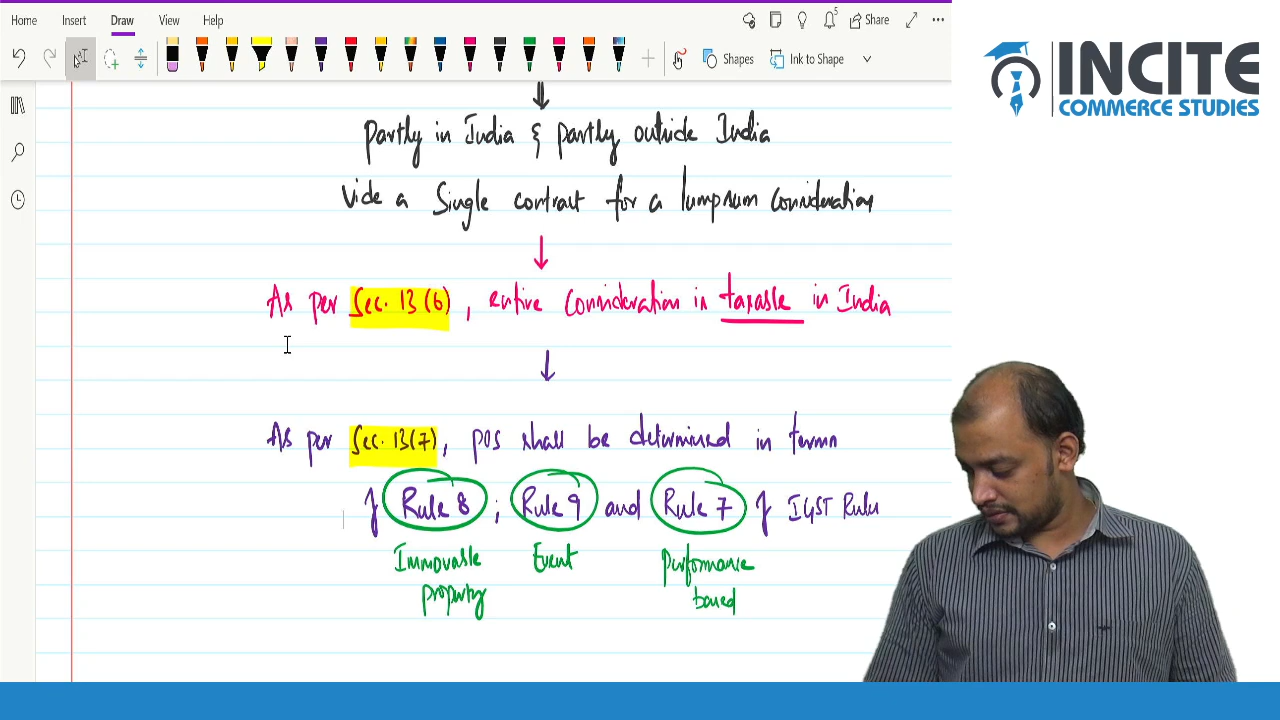 Home Insert Draw View Help
5
Share
Shapes
Ink to Shape
INCITE
COMMERCE STUDIES
partly in India & partly outside India
vide a Single contract for a lumpsum consideration
As per Sec. 13(6), entire consideration is taxable in India
As per Sec. 13(7), POS shall be determined in terms
of Rule 8 ; Rule 9 and Rule 7 of IGST Rules
Immovable property
Event
performance based